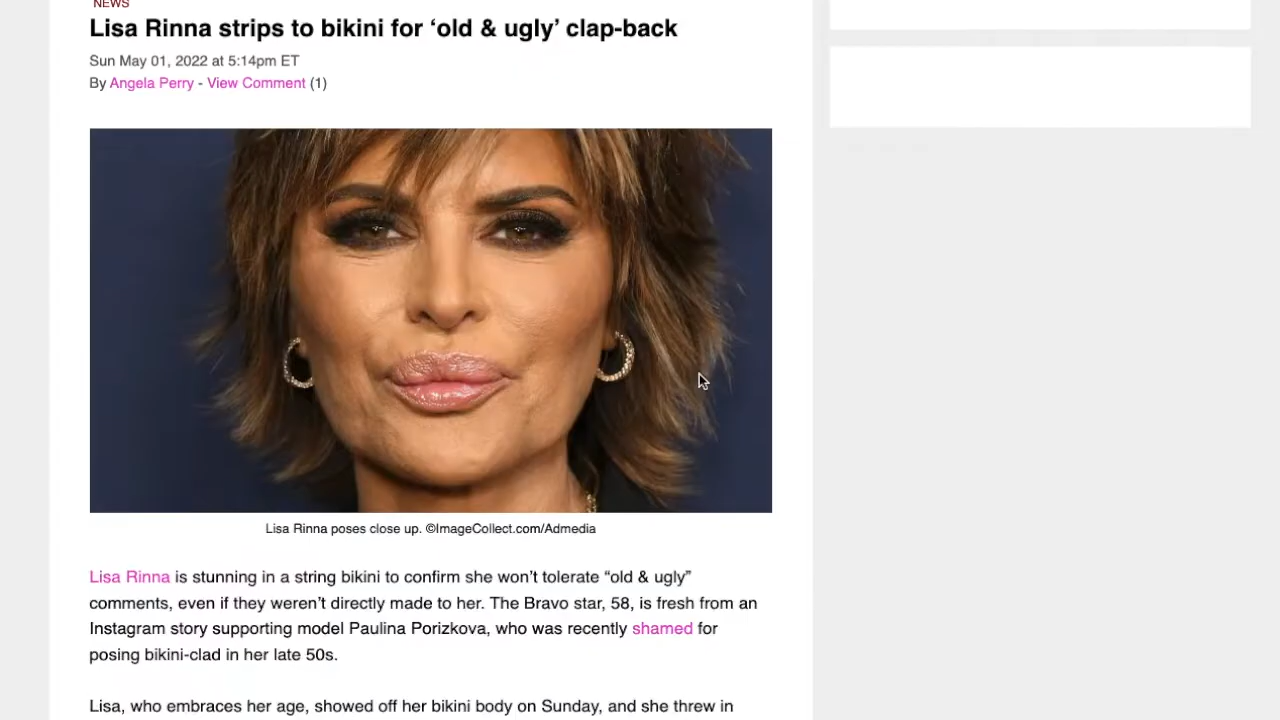 NEWS
Lisa Rinna strips to bikini for ‘old & ugly’ clap-back
Sun May 01, 2022 at 5:14pm ET
By Angela Perry - View Comment (1)
Lisa Rinna poses close up. ©ImageCollect.com/Admedia
Lisa Rinna is stunning in a string bikini to confirm she won’t tolerate “old & ugly”
comments, even if they weren’t directly made to her. The Bravo star, 58, is fresh from an
Instagram story supporting model Paulina Porizkova, who was recently shamed for
posing bikini-clad in her late 50s.
Lisa, who embraces her age, showed off her bikini body on Sunday, and she threw in